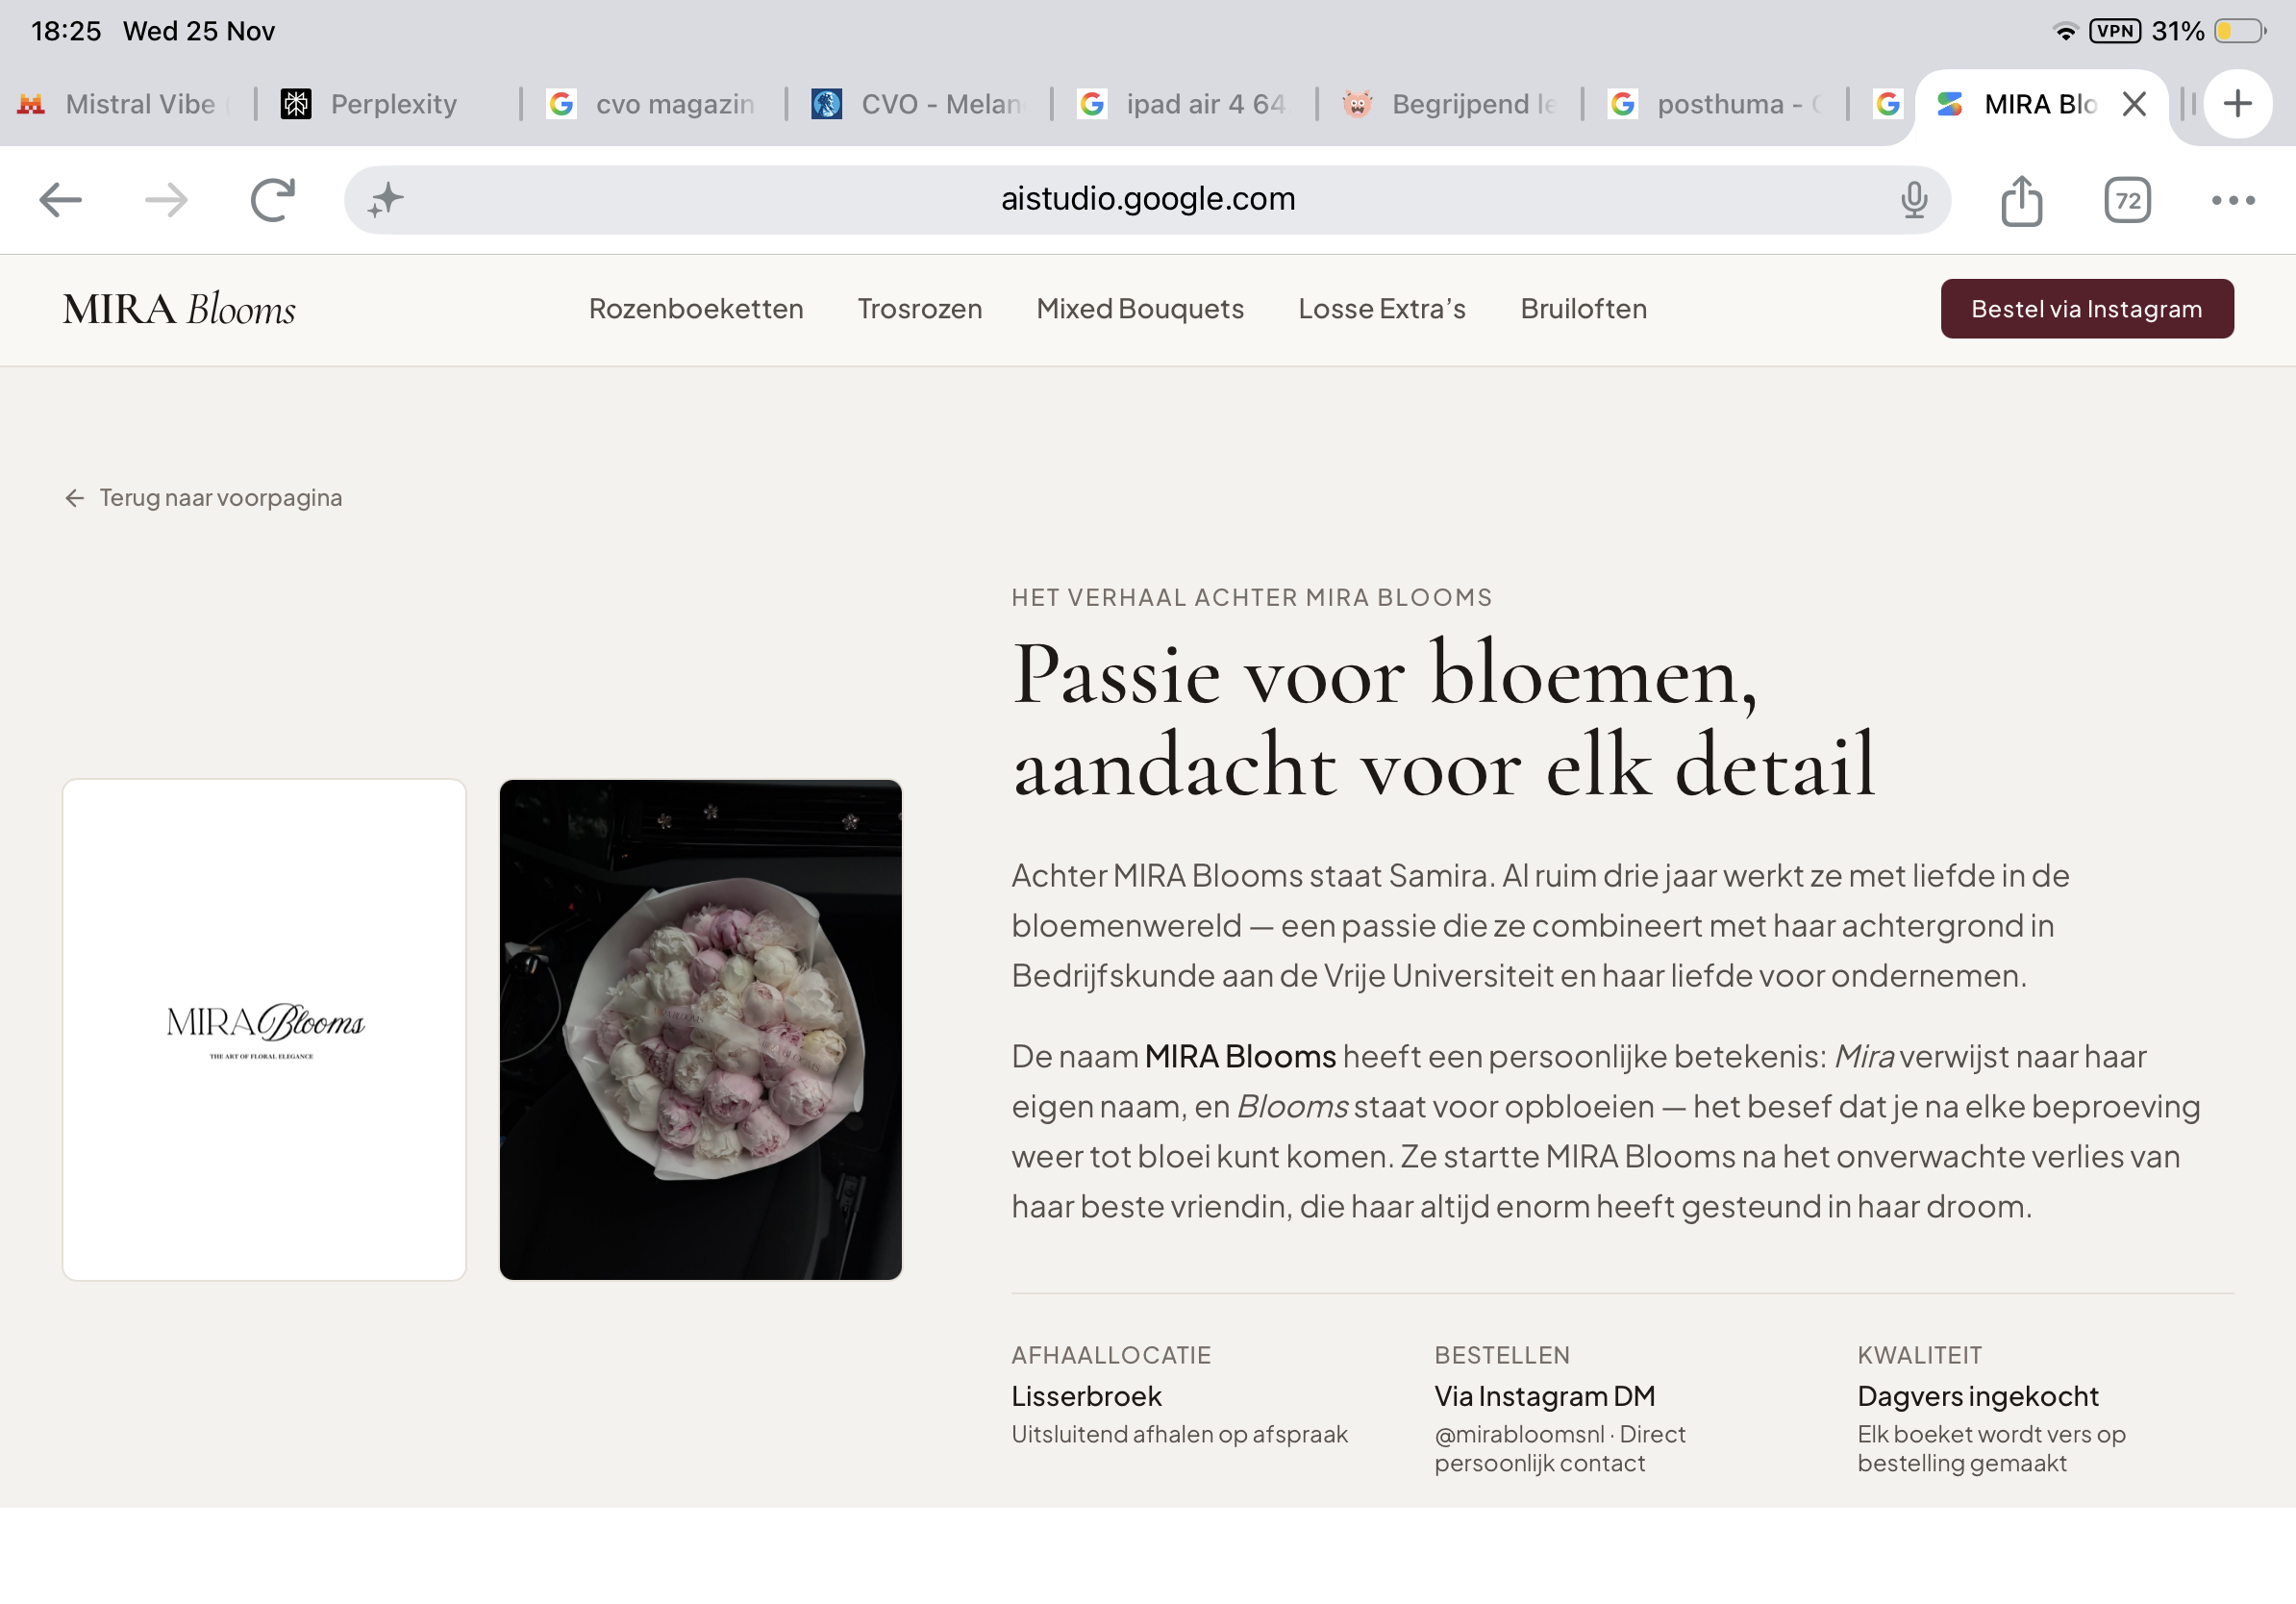 18:25 Wed 25 Nov
VPN 31%
Mistral Vibe
Perplexity
cvo magazin
CVO - Melan
ipad air 4 64
Begrijpend le
posthuma -
MIRA Blo
aistudio.google.com
72
MIRA Blooms
Rozenboeketten
Trosrozen
Mixed Bouquets
Losse Extra’s
Bruiloften
Bestel via Instagram
← Terug naar voorpagina
MIRA Blooms
THE ART OF FLORAL ELEGANCE
HET VERHAAL ACHTER MIRA BLOOMS
Passie voor bloemen,
aandacht voor elk detail
Achter MIRA Blooms staat Samira. Al ruim drie jaar werkt ze met liefde in de
bloemenwereld — een passie die ze combineert met haar achtergrond in
Bedrijfskunde aan de Vrije Universiteit en haar liefde voor ondernemen.
De naam MIRA Blooms heeft een persoonlijke betekenis: Mira verwijst naar haar
eigen naam, en Blooms staat voor opbloeien — het besef dat je na elke beproeving
weer tot bloei kunt komen. Ze startte MIRA Blooms na het onverwachte verlies van
haar beste vriendin, die haar altijd enorm heeft gesteund in haar droom.
AFHAALLOCATIE
Lisserbroek
Uitsluitend afhalen op afspraak
BESTELLEN
Via Instagram DM
@mirabloomsnl · Direct
persoonlijk contact
KWALITEIT
Dagvers ingekocht
Elk boeket wordt vers op
bestelling gemaakt